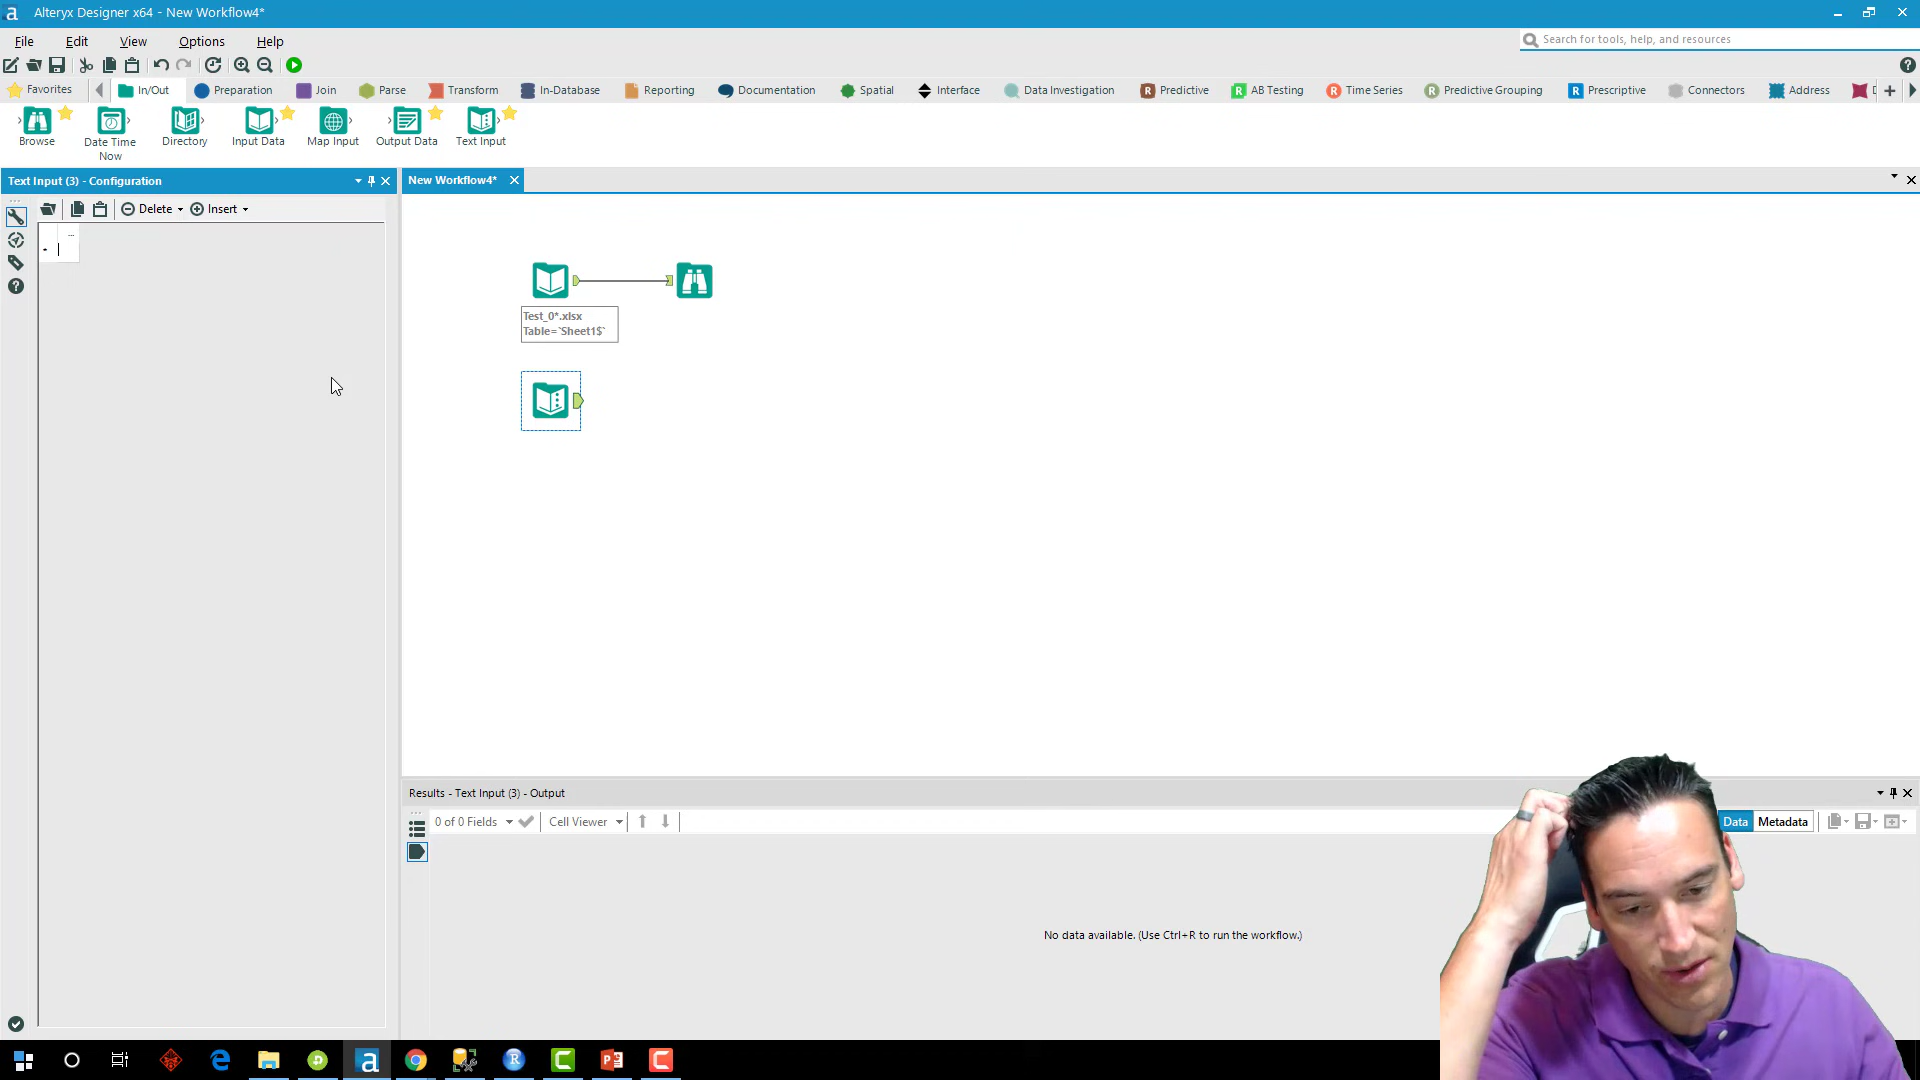 Alteryx Designer x64 - New Workflow4*
File Edit View Options Help
Search for tools, help, and resources
Favorites In/Out Preparation Join Parse Transform In-Database Reporting Documentation Spatial Interface Data Investigation Predictive AB Testing Time Series Predictive Grouping Prescriptive Connectors Address
Browse Date Time Now Directory Input Data Map Input Output Data Text Input
Text Input (3) - Configuration
New Workflow4*
Delete Insert
...
Test_0*.xlsx
Table=`Sheet1$`
Results - Text Input (3) - Output
0 of 0 Fields Cell Viewer Data Metadata
No data available. (Use Ctrl+R to run the workflow.)